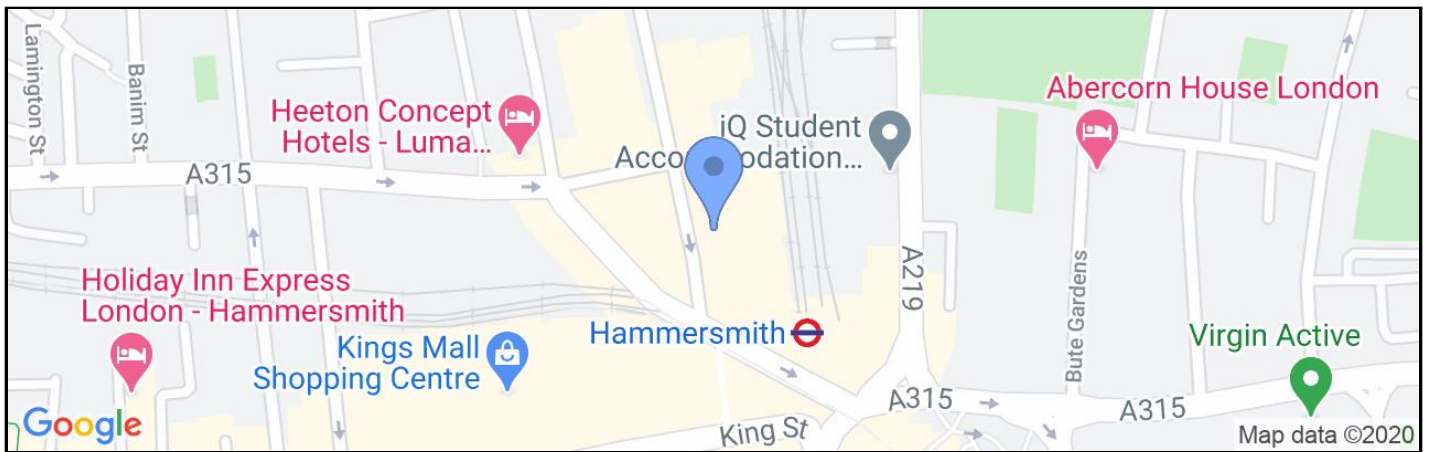 Lamington St
Banim St
Heeton Concept
Hotels - Luma...
iQ Student
Accommodation...
Abercorn House London
A315
A219
Holiday Inn Express
London - Hammersmith
Bute Gardens
Hammersmith
Kings Mall
Shopping Centre
Virgin Active
A315
A315
King St
Google
Map data ©2020